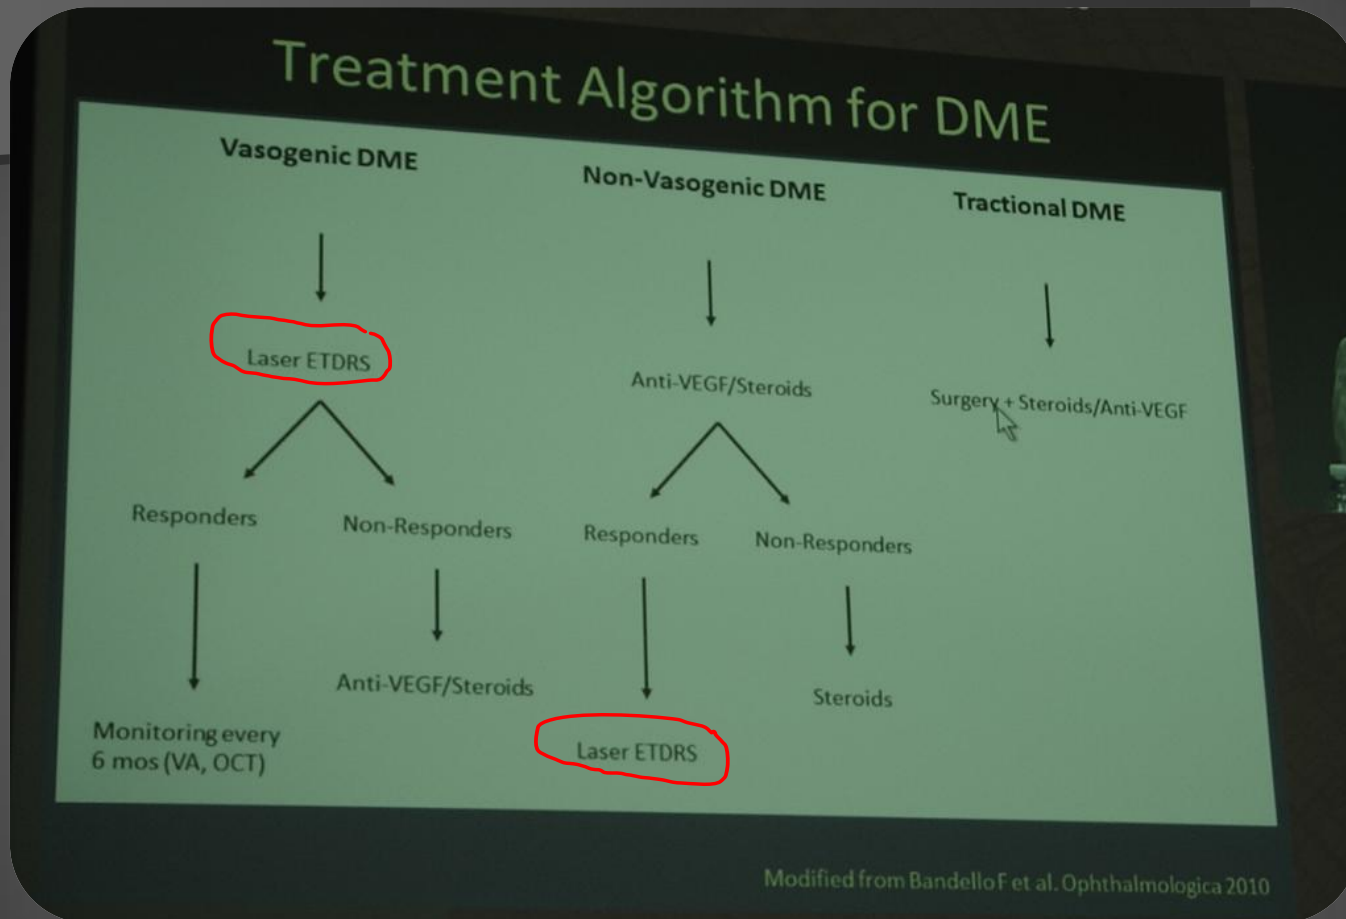 Treatment Algorithm for DME
Vasogenic DME
Non-Vasogenic DME
Tractional DME
Laser ETDRS
Anti-VEGF/Steroids
Surgery + Steroids/Anti-VEGF
Responders
Non-Responders
Responders
Non-Responders
Anti-VEGF/Steroids
Steroids
Monitoring every
6 mos (VA, OCT)
Laser ETDRS
Modified from Bandello F et al. Ophthalmologica 2010